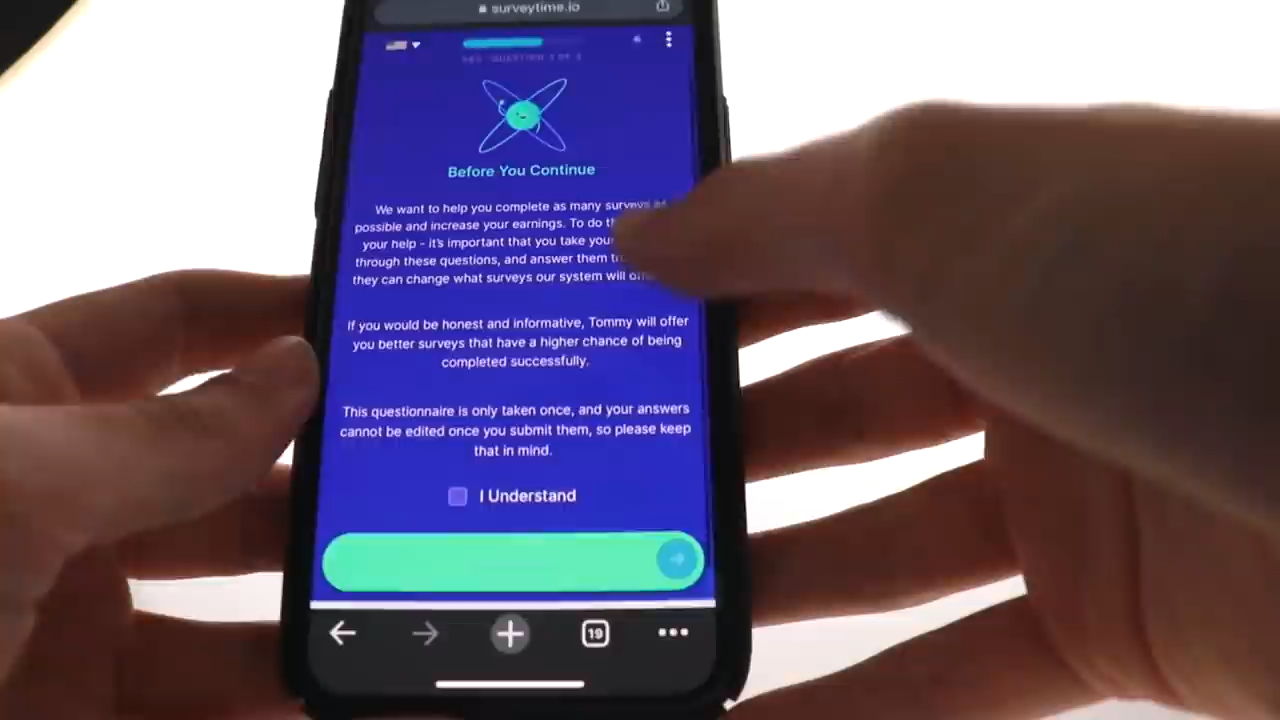 surveytime.io
Before You Continue
We want to help you complete as many surveys as
possible and increase your earnings. To do
your help - it's important that you take
through these questions, and answer them
they can change what surveys our system will
If you would be honest and informative, Tommy will offer
you better surveys that have a higher chance of being
completed successfully.
This questionnaire is only taken once, and your answers
cannot be edited once you submit them, so please keep
that in mind.
I Understand
19